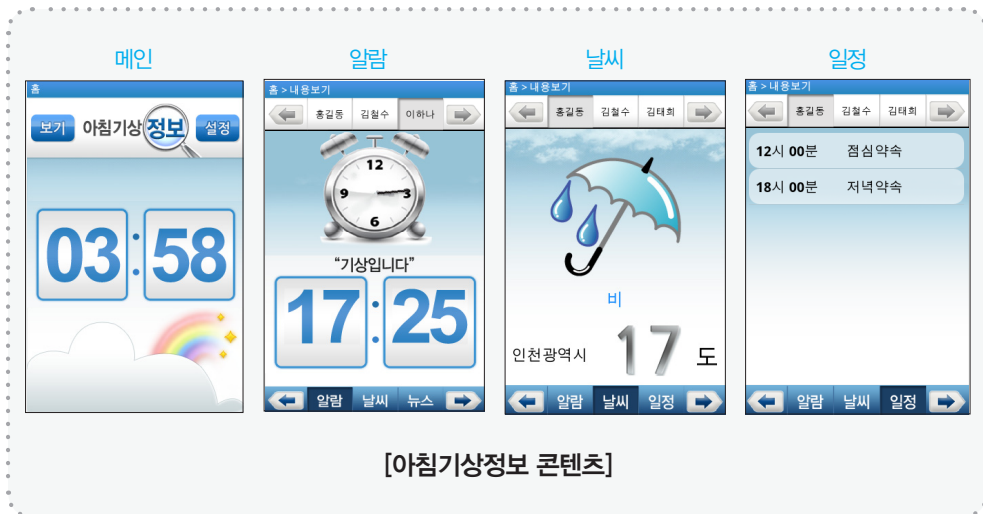 메인
홈
보기 아침기상 정보 설정
03:58
알람
홈 > 내용보기
홍길동 김철수 이하나
12
9 3
6
“기상입니다”
17:25
알람 날씨 뉴스
날씨
홈 > 내용보기
홍길동 김철수 김태희
비
인천광역시 17 도
알람 날씨 일정
일정
홈 > 내용보기
홍길동 김철수 김태희
12시 00분 점심약속
18시 00분 저녁약속
알람 날씨 일정
[아침기상정보 콘텐츠]